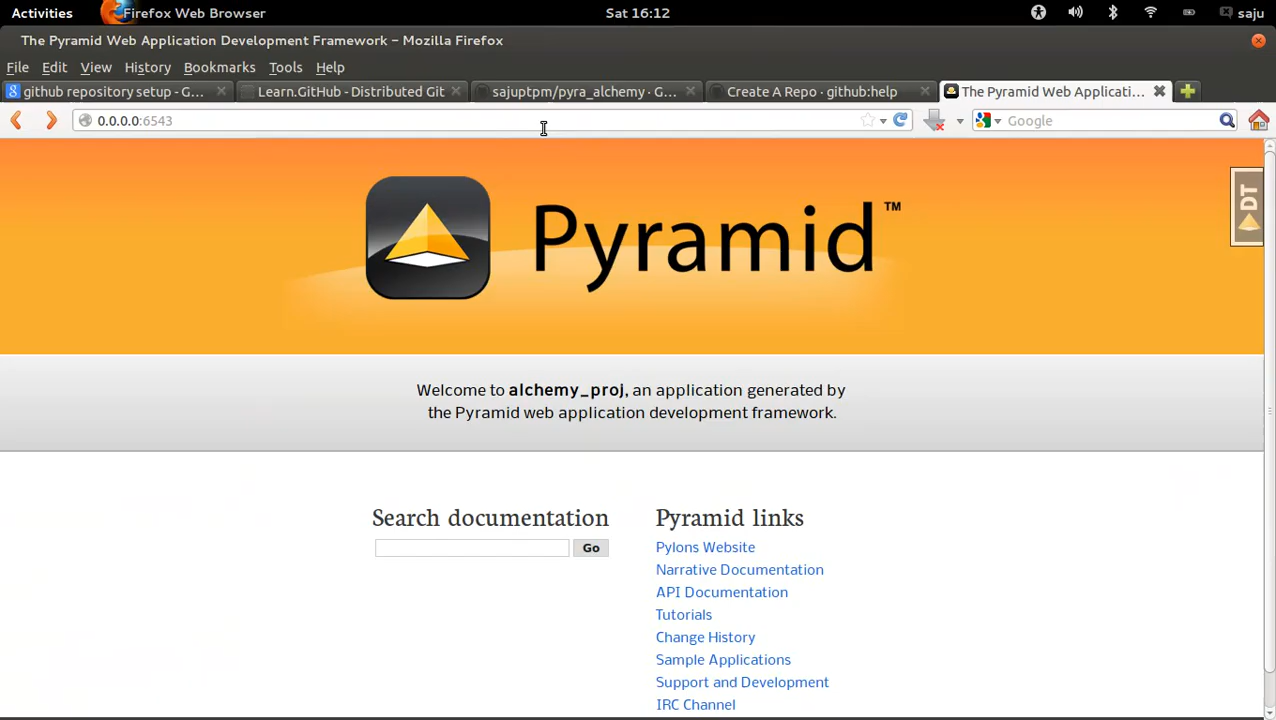 Activities Firefox Web Browser Sat 16:12 saju
The Pyramid Web Application Development Framework - Mozilla Firefox
File Edit View History Bookmarks Tools Help
github repository setup - G... Learn.GitHub - Distributed Git sajuptpm/pyra_alchemy · G... Create A Repo · github:help The Pyramid Web Applicati...
0.0.0.0:6543 Google
DT
Pyramid™
Welcome to alchemy_proj, an application generated by
the Pyramid web application development framework.
Search documentation
Go
Pyramid links
Pylons Website
Narrative Documentation
API Documentation
Tutorials
Change History
Sample Applications
Support and Development
IRC Channel